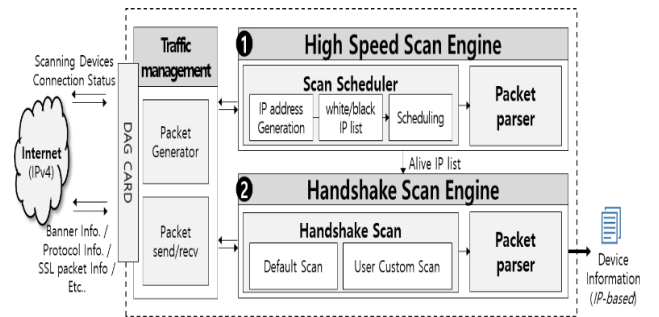 Scanning Devices
Connection Status
Internet
(IPv4)
Banner Info. /
Protocol Info. /
SSL packet Info /
Etc..
DAG CARD
Traffic
management
Packet
Generator
Packet
send/recv
1 High Speed Scan Engine
Scan Scheduler
IP address
Generation
white/black
IP list
Scheduling
Packet
parser
Alive IP list
2 Handshake Scan Engine
Handshake Scan
Default Scan
User Custom Scan
Packet
parser
Device
Information
(IP-based)